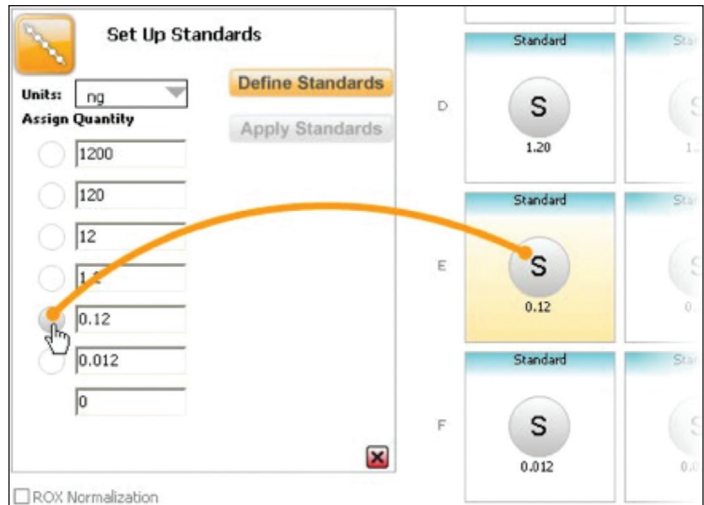 Set Up Standards
Units: ng
Define Standards
Assign Quantity
Apply Standards
1200
120
12
0.12
0.012
0
ROX Normalization
Standard
D
S
1.20
Standard
E
S
0.12
Standard
F
S
0.012